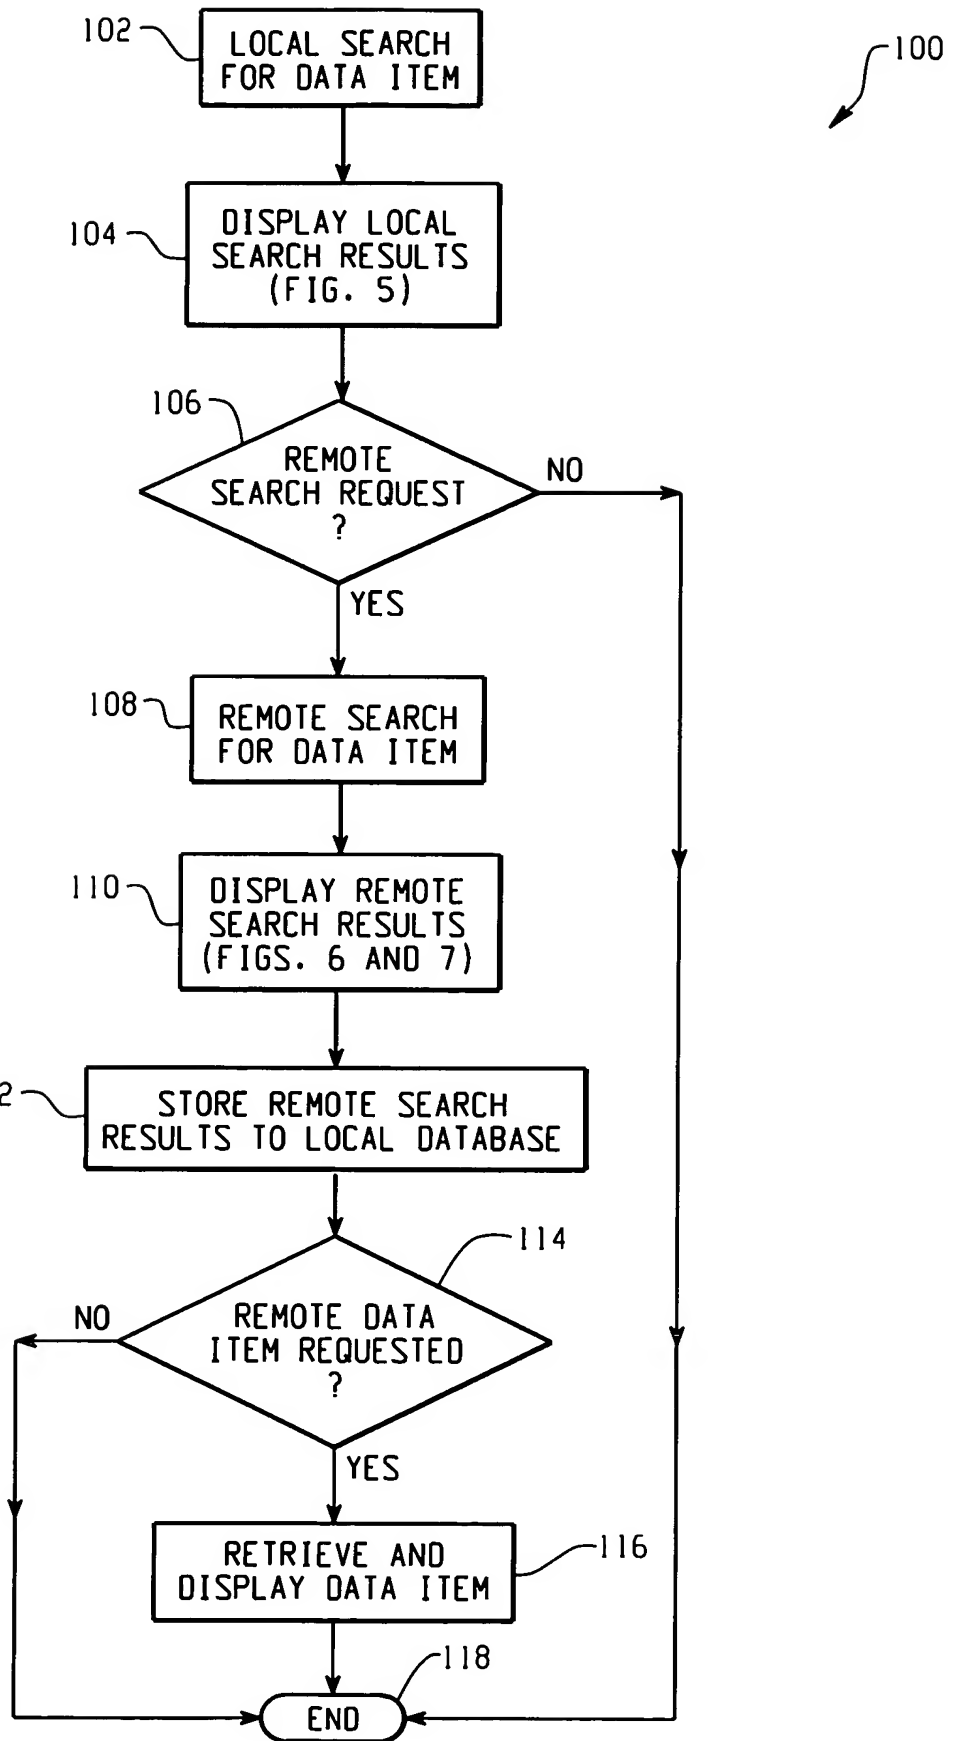 102
LOCAL SEARCH
FOR DATA ITEM
100
104
DISPLAY LOCAL
SEARCH RESULTS
(FIG. 5)
106
REMOTE
SEARCH REQUEST
?
NO
YES
108
REMOTE SEARCH
FOR DATA ITEM
110
DISPLAY REMOTE
SEARCH RESULTS
(FIGS. 6 AND 7)
2
STORE REMOTE SEARCH
RESULTS TO LOCAL DATABASE
114
NO
REMOTE DATA
ITEM REQUESTED
?
YES
RETRIEVE AND
DISPLAY DATA ITEM
116
118
END